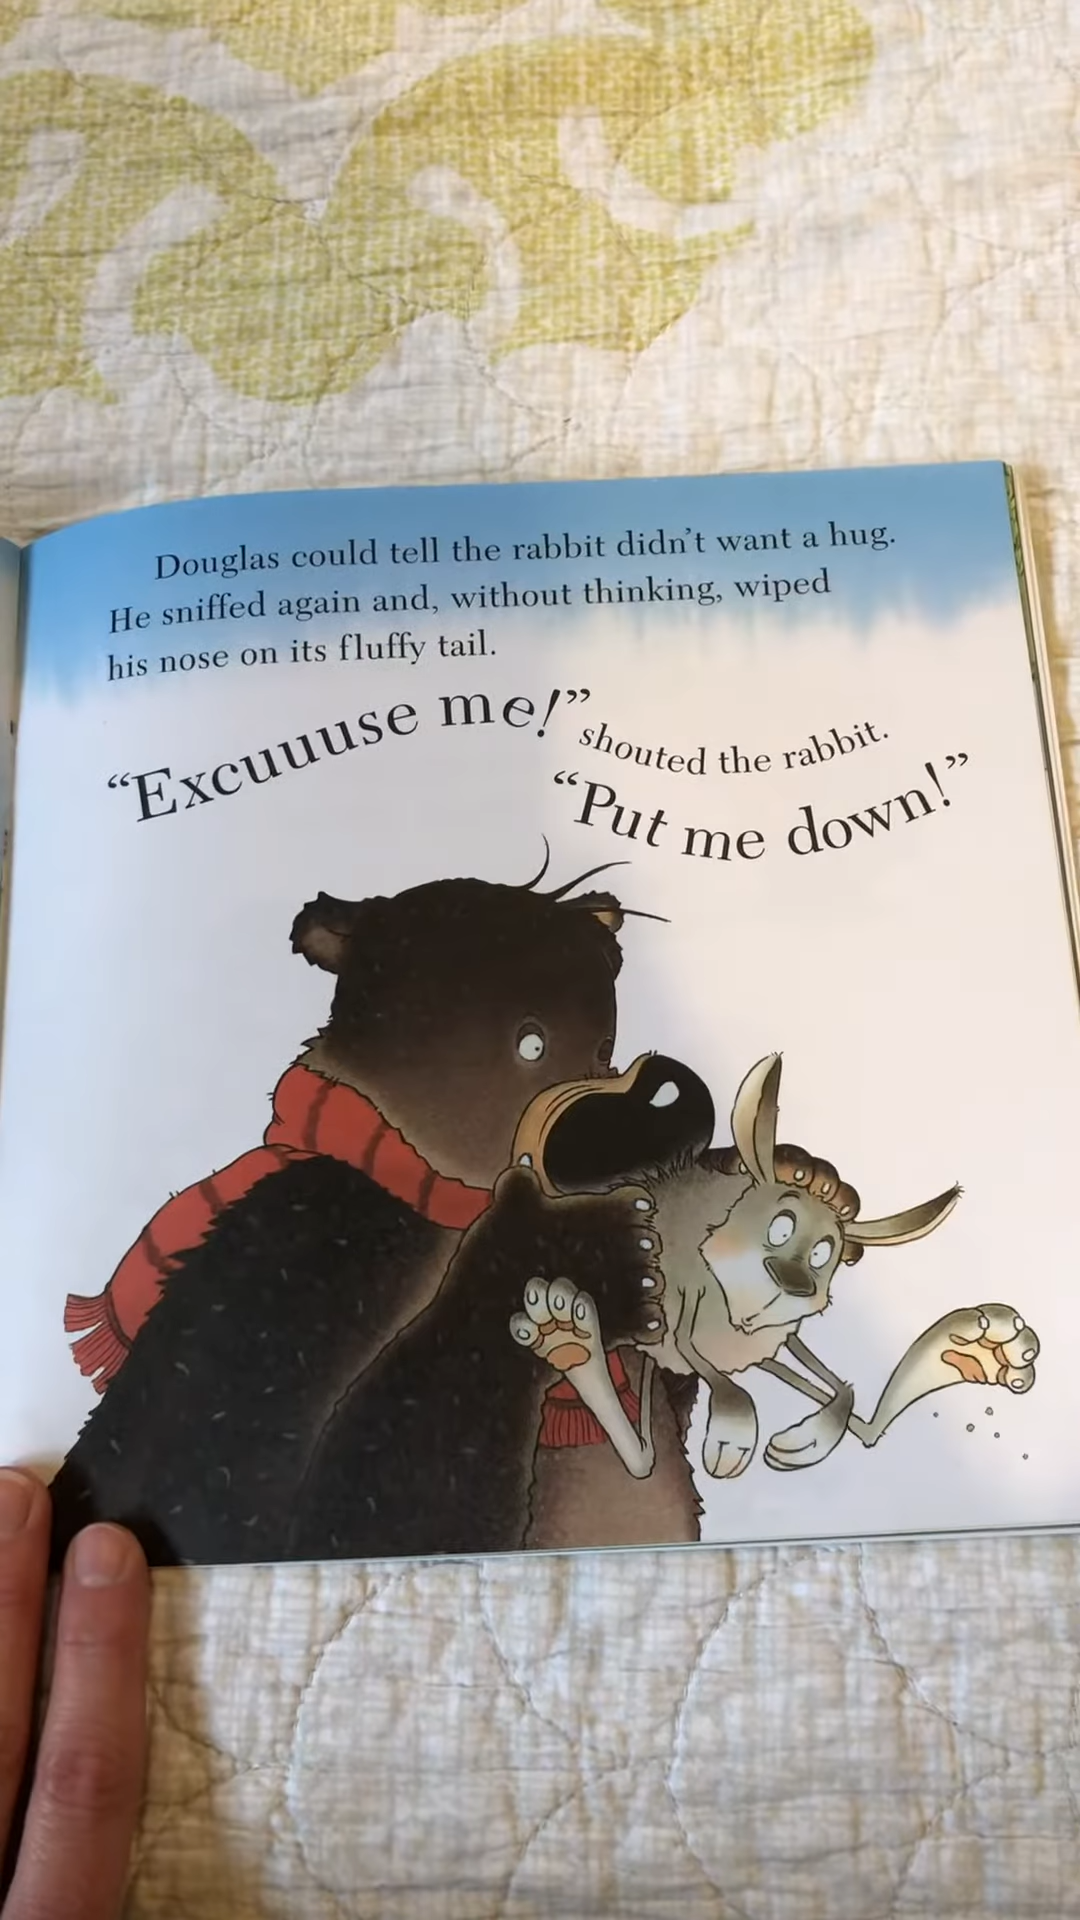 Douglas could tell the rabbit didn’t want a hug.
He sniffed again and, without thinking, wiped
his nose on its fluffy tail.
“Excuuuse me!”
shouted the rabbit.
“Put me down!”